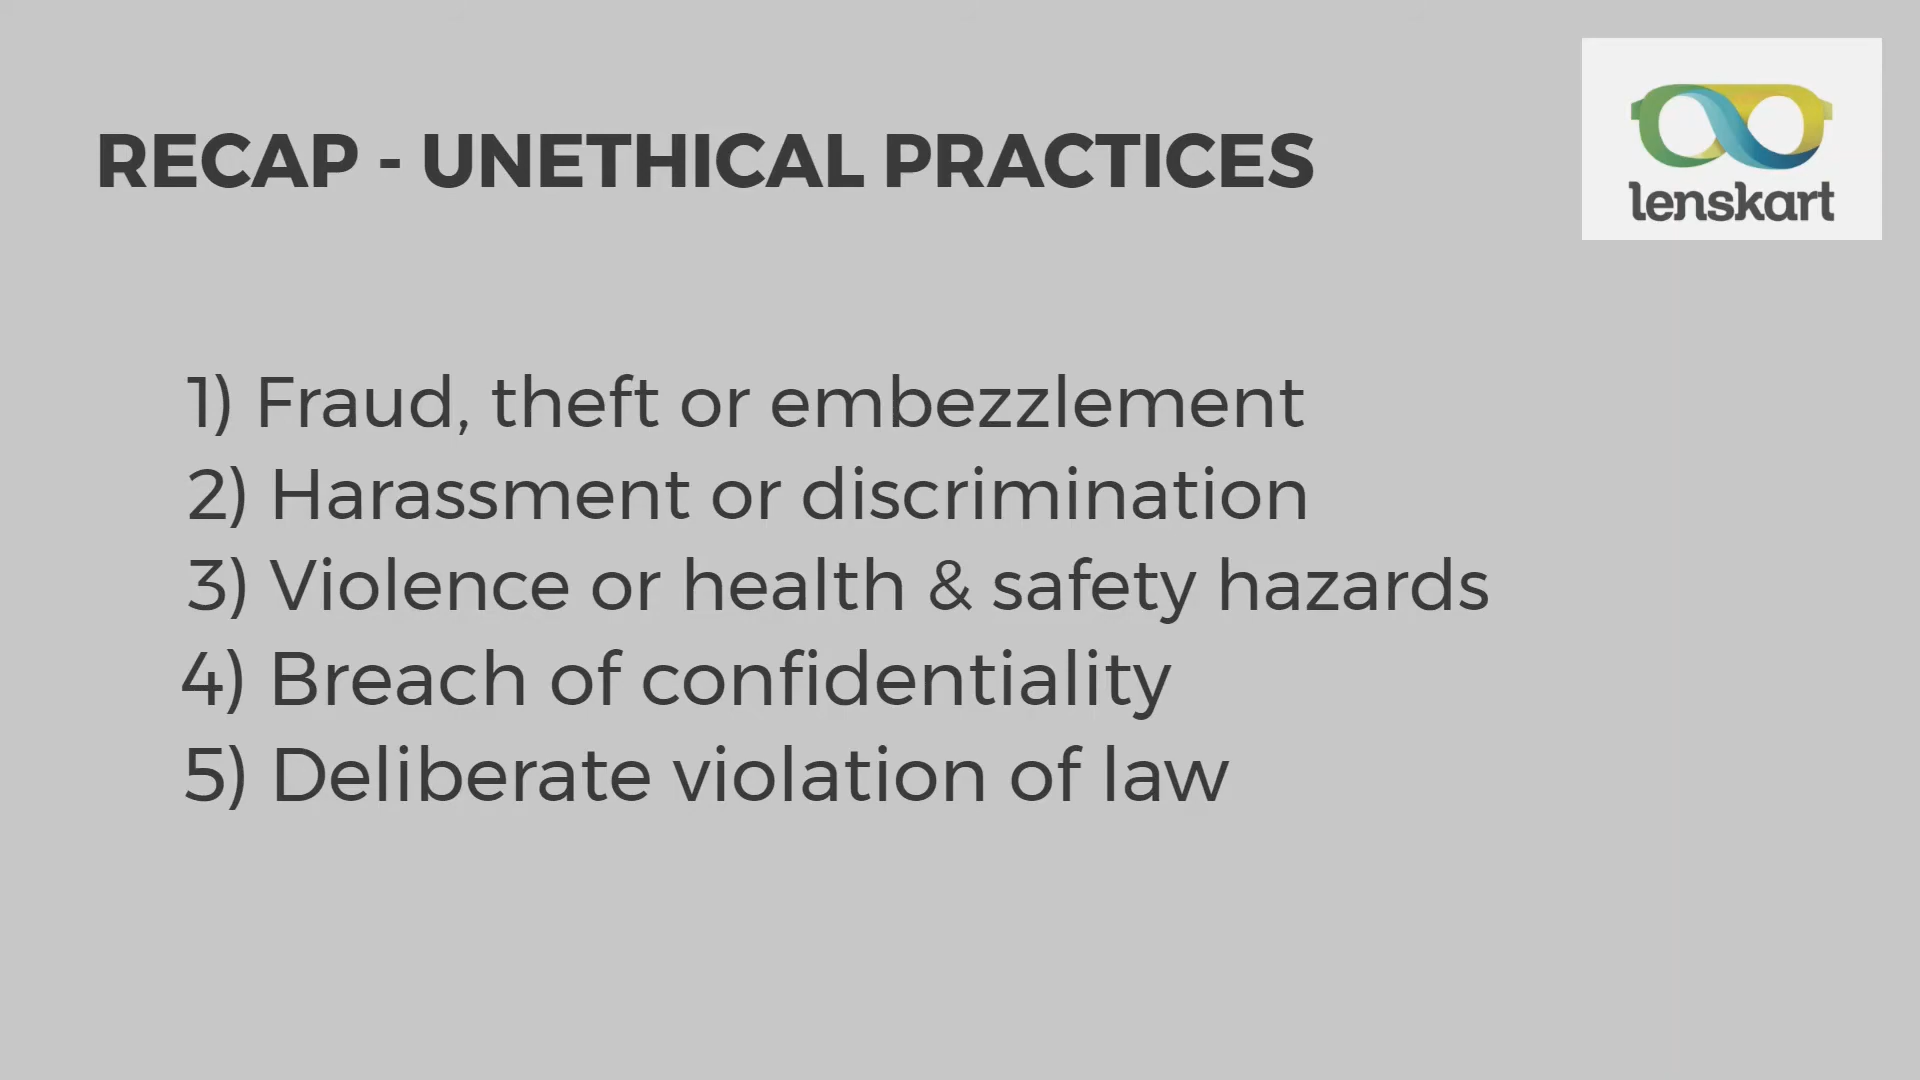 RECAP - UNETHICAL PRACTICES
lenskart
1) Fraud, theft or embezzlement
2) Harassment or discrimination
3) Violence or health & safety hazards
4) Breach of confidentiality
5) Deliberate violation of law